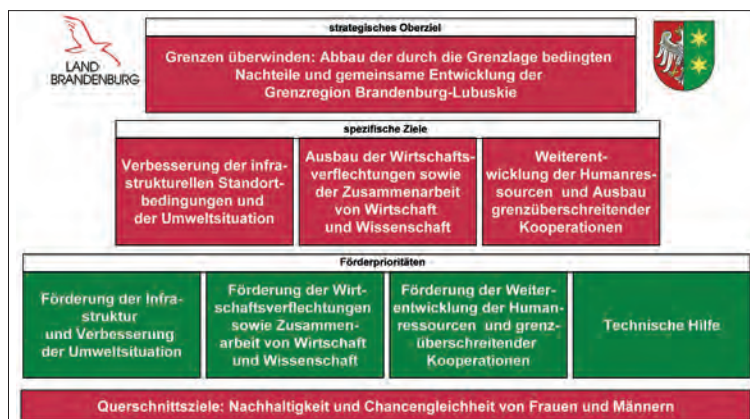 strategisches Oberziel
LAND
BRANDENBURG
Grenzen überwinden: Abbau der durch die Grenzlage bedingten
Nachteile und gemeinsame Entwicklung der
Grenzregion Brandenburg-Lubuskie
spezifische Ziele
Verbesserung der infra-
strukturellen Standort-
bedingungen und
der Umweltsituation
Ausbau der Wirtschafts-
verflechtungen sowie
der Zusammenarbeit
von Wirtschaft
und Wissenschaft
Weiterent-
wicklung der Humanres-
sourcen und Ausbau
grenzüberschreitender
Kooperationen
Förderprioritäten
Förderung der Infra-
struktur
und Verbesserung
der Umweltsituation
Förderung der Wirt-
schaftsverflechtungen
sowie Zusammen-
arbeit von Wirtschaft
und Wissenschaft
Förderung der Weiter-
entwicklung der Human-
ressourcen und grenz-
überschreitender
Kooperationen
Technische Hilfe
Querschnittsziele: Nachhaltigkeit und Chancengleichheit von Frauen und Männern